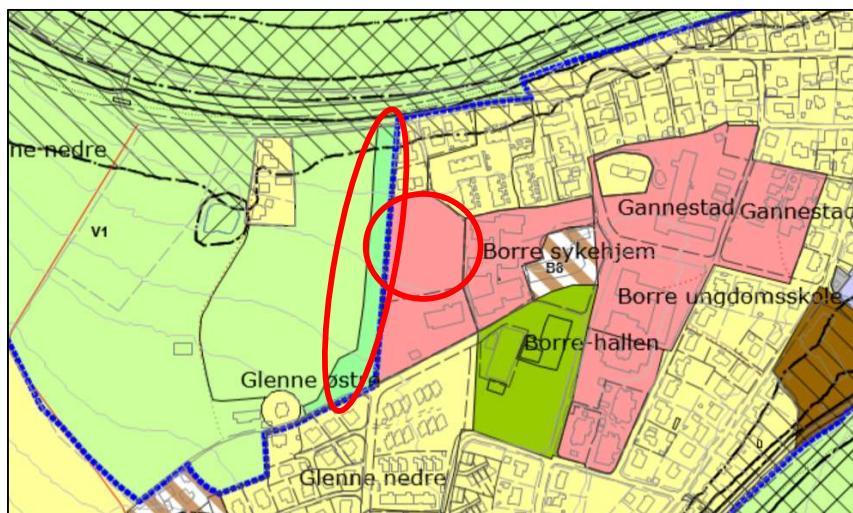 ne nedre
V1
Gannestad
Gannestad
Borre sykehjem
B8
Borre ungdomsskole
Borre-hallen
Glenne østre
Glenne nedre